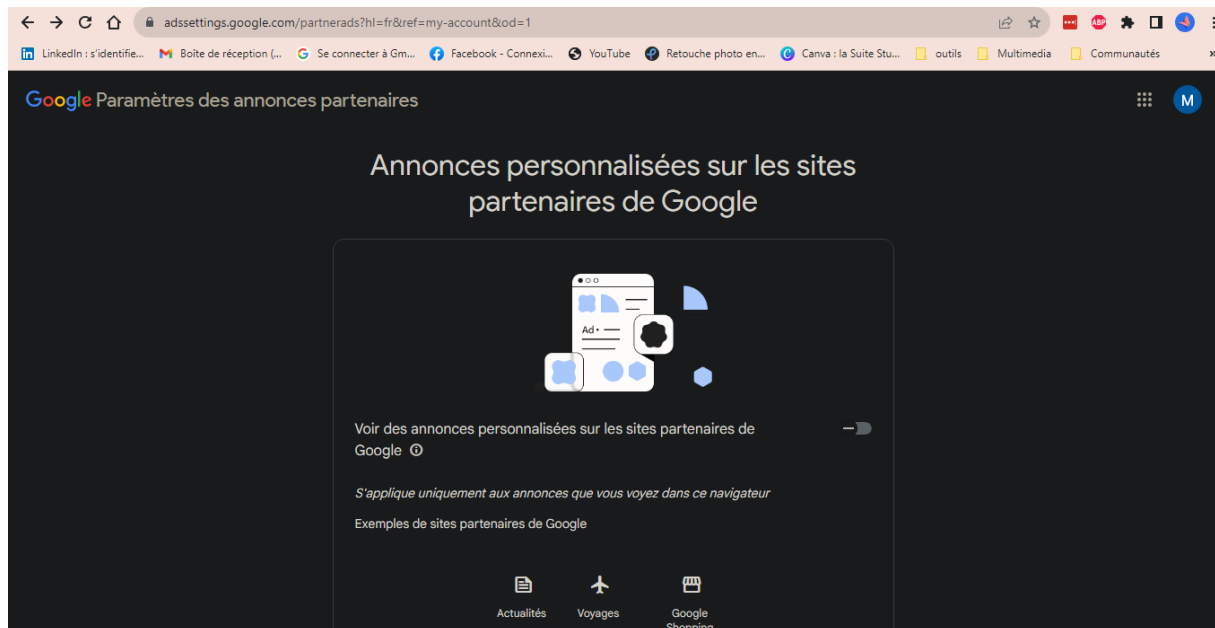 adssettings.google.com/partnerads?hl=fr&ref=my-account&od=1
ABP
LinkedIn : s'identifie... Boîte de réception (... Se connecter à Gm... Facebook - Connexi... YouTube Retouche photo en... Canva : la Suite Stu... outils Multimedia Communautés »
Google Paramètres des annonces partenaires
M
Annonces personnalisées sur les sites
partenaires de Google
Ad
Voir des annonces personnalisées sur les sites partenaires de
Google
S'applique uniquement aux annonces que vous voyez dans ce navigateur
Exemples de sites partenaires de Google
Actualités Voyages Google
Shopping